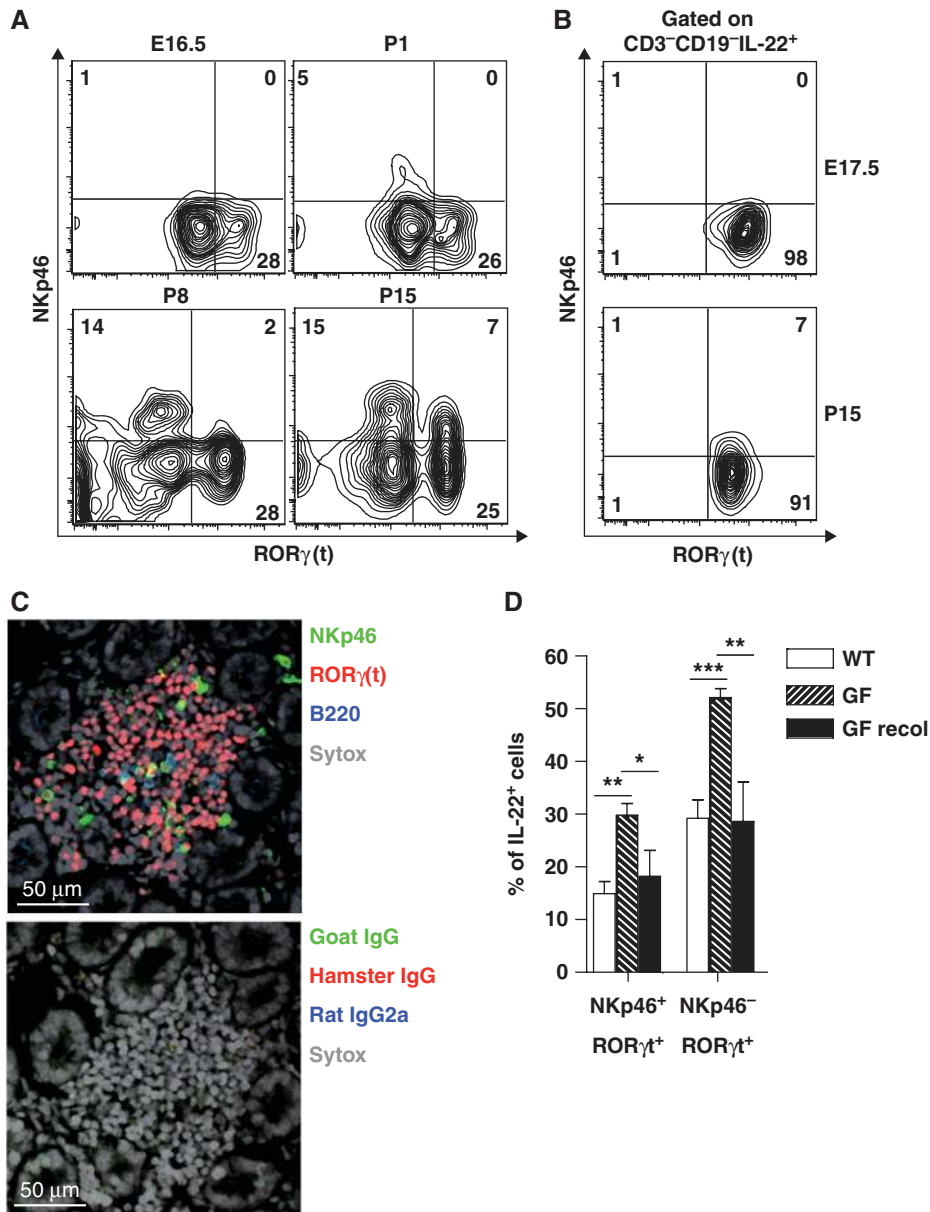 A
E16.5
P1
1
0
28
5
0
26
P8
P15
14
2
28
15
7
25
NKp46
RORγ(t)
B
Gated on
CD3⁻CD19⁻IL-22⁺
1
0
1
98
E17.5
1
7
1
91
P15
NKp46
RORγ(t)
C
NKp46
RORγ(t)
B220
Sytox
50 μm
Goat IgG
Hamster IgG
Rat IgG2a
Sytox
50 μm
D
% of IL-22⁺ cells
60
50
40
30
20
10
0
**
*
***
**
NKp46⁺
RORγt⁺
NKp46⁻
RORγt⁺
WT
GF
GF recol